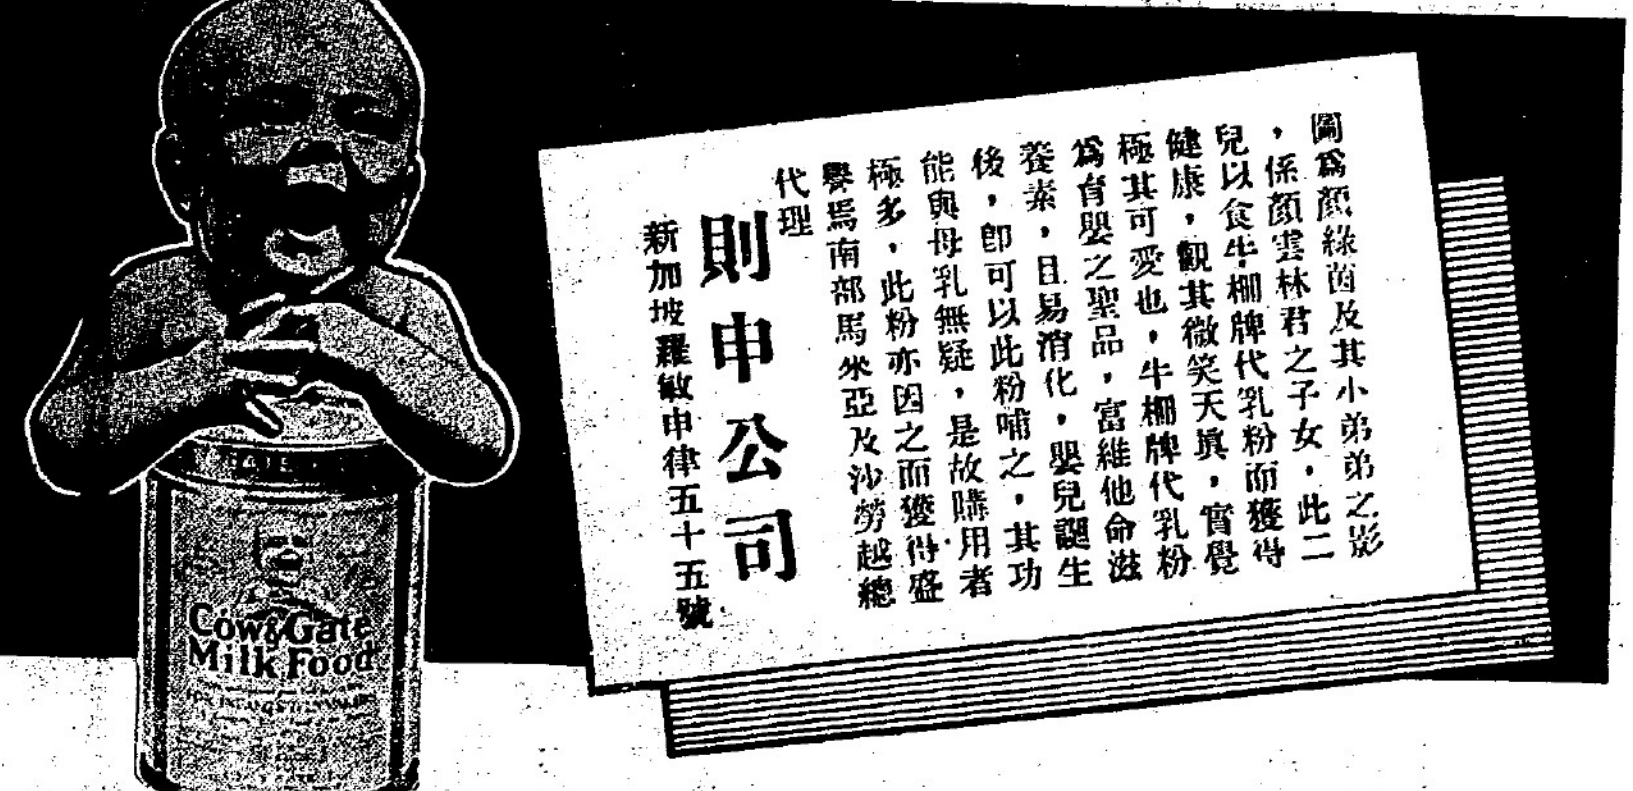 圖爲顏綠茵及其小弟弟之影
，係顏雲林君之子女，此二
兒以食牛柵牌代乳粉而獲得
健康，觀其微笑天眞，實覺
極其可愛也，牛柵牌代乳粉
爲育嬰之聖品，富維他命滋
養素，且易消化，嬰兒誕生
後，卽可以此粉哺之，其功
能與母乳無疑，是故購用者
極多，此粉亦因之而獲得盛
譽焉南部馬來亞及沙勞越總
代理
則申公司
新加坡羅敏申律五十五號
Cow & Gate
Milk Food